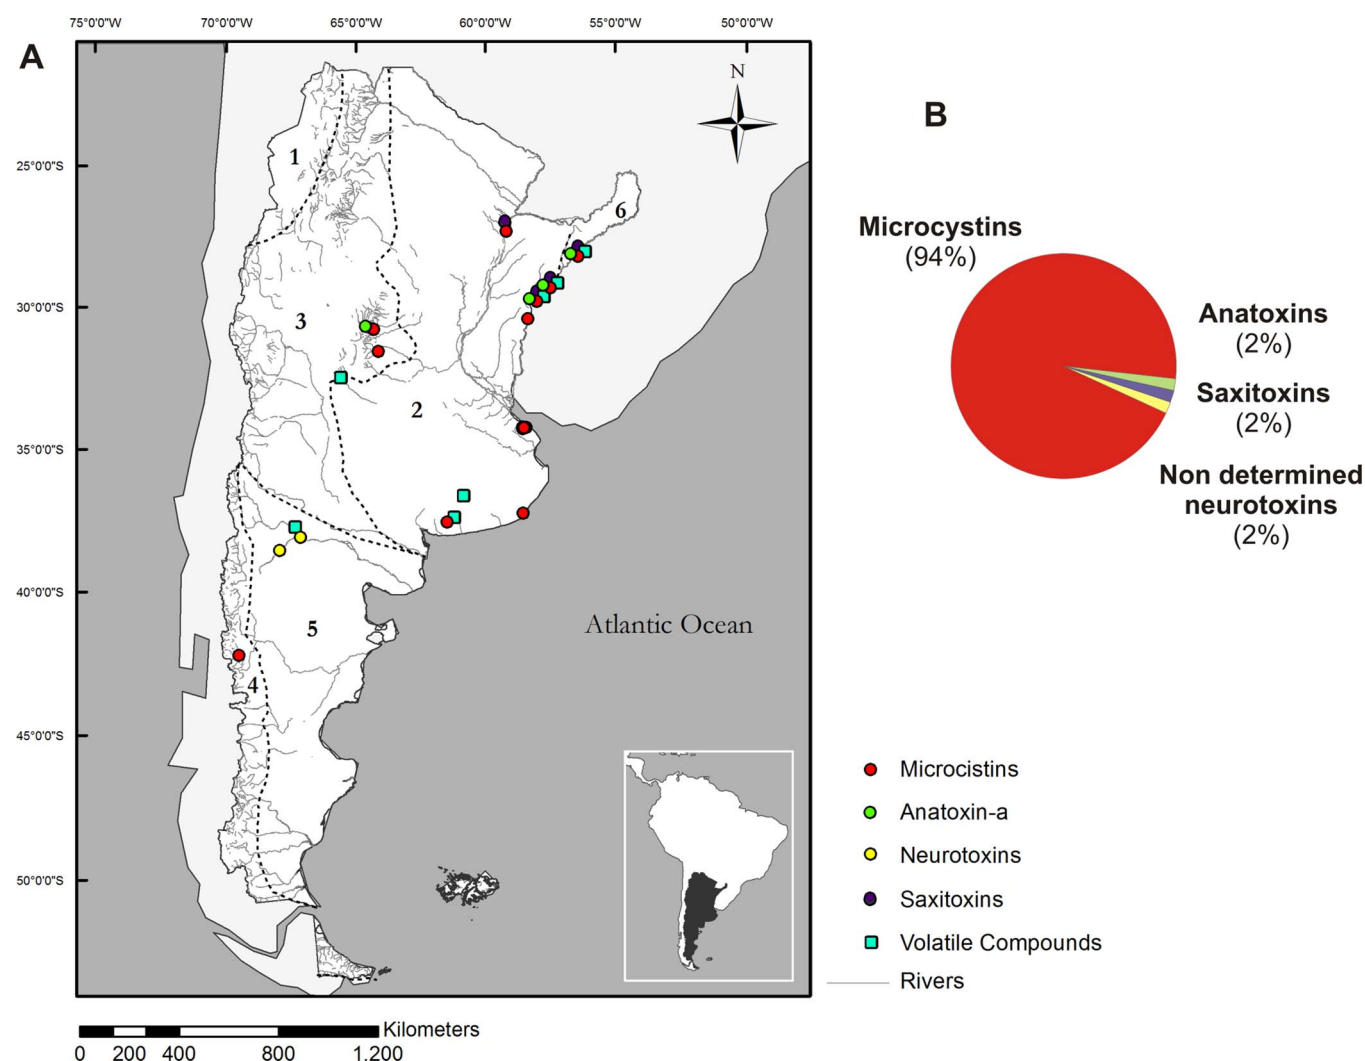 75°0'0"W 70°0'0"W 65°0'0"W 60°0'0"W 55°0'0"W 50°0'0"W
A
N
B
25°0'0"S
30°0'0"S
35°0'0"S
40°0'0"S
45°0'0"S
50°0'0"S
1
6
3
2
5
4
Atlantic Ocean
Microcystins
(94%)
Anatoxins
(2%)
Saxitoxins
(2%)
Non determined
neurotoxins
(2%)
Microcistins
Anatoxin-a
Neurotoxins
Saxitoxins
Volatile Compounds
Rivers
Kilometers
0 200 400 800 1.200